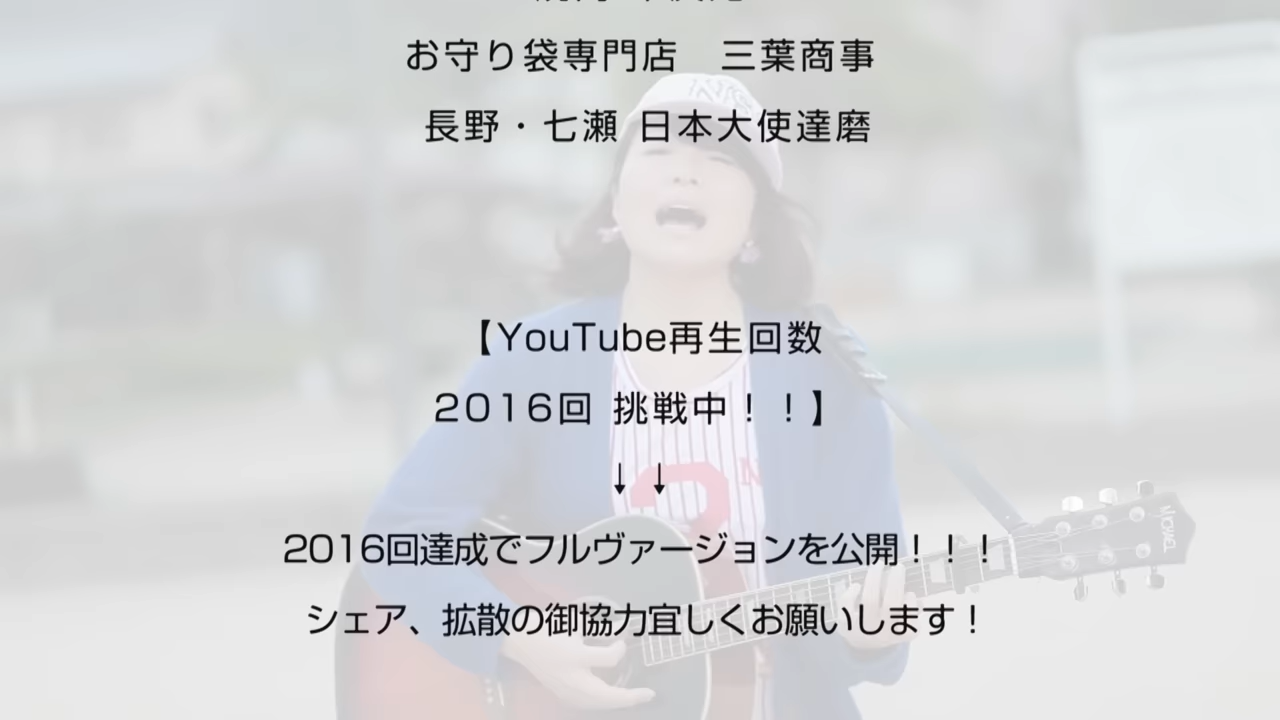 お守り袋専門店　三葉商事
長野・七瀬 日本大使達磨
【YouTube再生回数
2016回 挑戦中！！】
↓ ↓
2016回達成でフルヴァージョンを公開！！！
シェア、拡散の御協力宜しくお願いします！